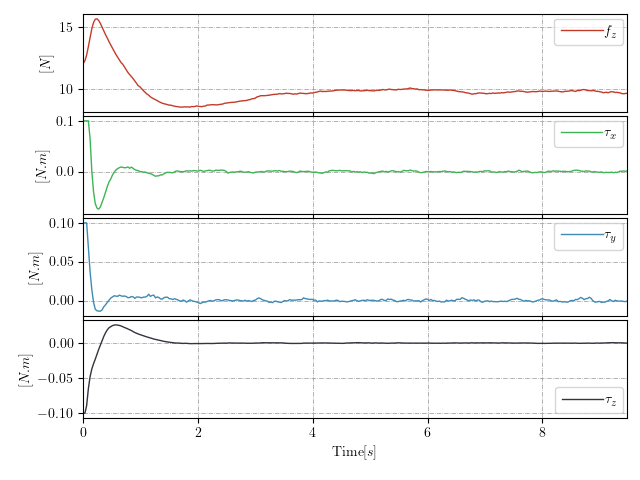 15
10
[N]
f_z
0.1
0.0
[N.m]
τ_x
0.10
0.05
0.00
[N.m]
τ_y
0.00
−0.05
−0.10
[N.m]
τ_z
0 2 4 6 8
Time[s]